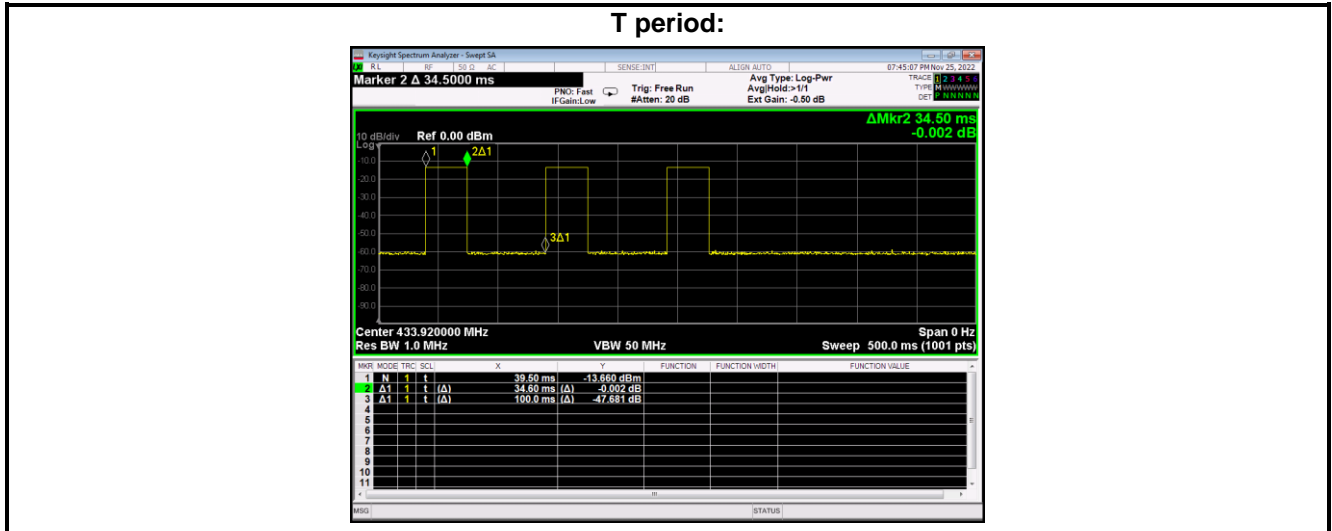 T period:
Keysight Spectrum Analyzer - Swept SA
RL RF 50 Ω AC SENSE:INT ALIGN AUTO 07:45:07 PM Nov 25, 2022
Marker 2 Δ 34.5000 ms
PNO: Fast
IFGain:Low
Trig: Free Run
#Atten: 20 dB
Avg Type: Log-Pwr
Avg|Hold:>1/1
Ext Gain: -0.50 dB
TRACE 1 2 3 4 5 6
TYPE MWWWWW
DET P NNNNN
ΔMkr2 34.50 ms
-0.002 dB
10 dB/div Ref 0.00 dBm
Log
1
2Δ1
-10.0
-20.0
-30.0
-40.0
-50.0
3Δ1
-60.0
-70.0
-80.0
-90.0
Center 433.920000 MHz Span 0 Hz
Res BW 1.0 MHz VBW 50 MHz Sweep 500.0 ms (1001 pts)
MKR MODE TRC SCL X Y FUNCTION FUNCTION WIDTH FUNCTION VALUE
1 N 1 t 39.50 ms -13.660 dBm
2 Δ1 1 t (Δ) 34.60 ms (Δ) -0.002 dB
3 Δ1 1 t (Δ) 100.0 ms (Δ) -47.681 dB
4
5
6
7
8
9
10
11
MSG STATUS